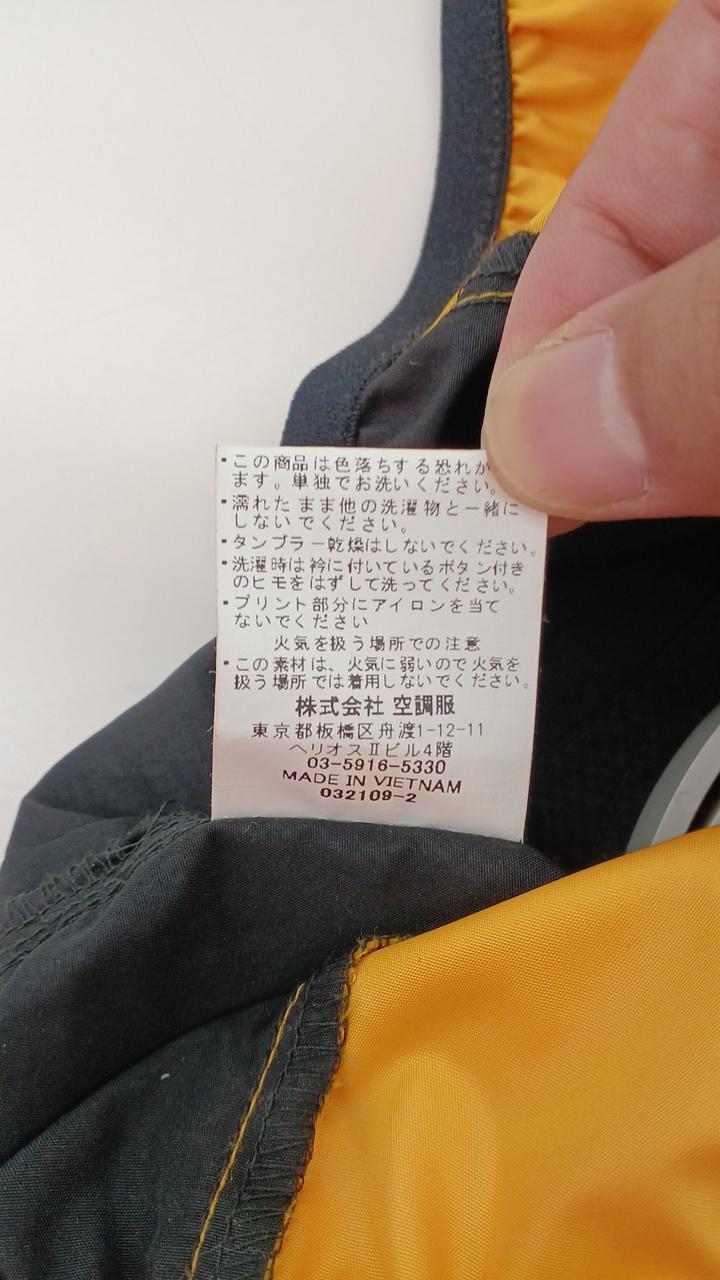 ・この商品は色落ちする恐れが
ます。単独でお洗いください。
・濡れたまま他の洗濯物と一緒に
しないでください。
・タンブラー乾燥はしないでください。
・洗濯時は衿に付いているボタン付き
のヒモをはずして洗ってください。
・プリント部分にアイロンを当て
ないでください
火気を扱う場所での注意
・この素材は、火気に弱いので火気を
扱う場所では着用しないでください。
株式会社 空調服
東京都板橋区舟渡1-12-11
ヘリオスⅡビル4階
03-5916-5330
MADE IN VIETNAM
032109-2